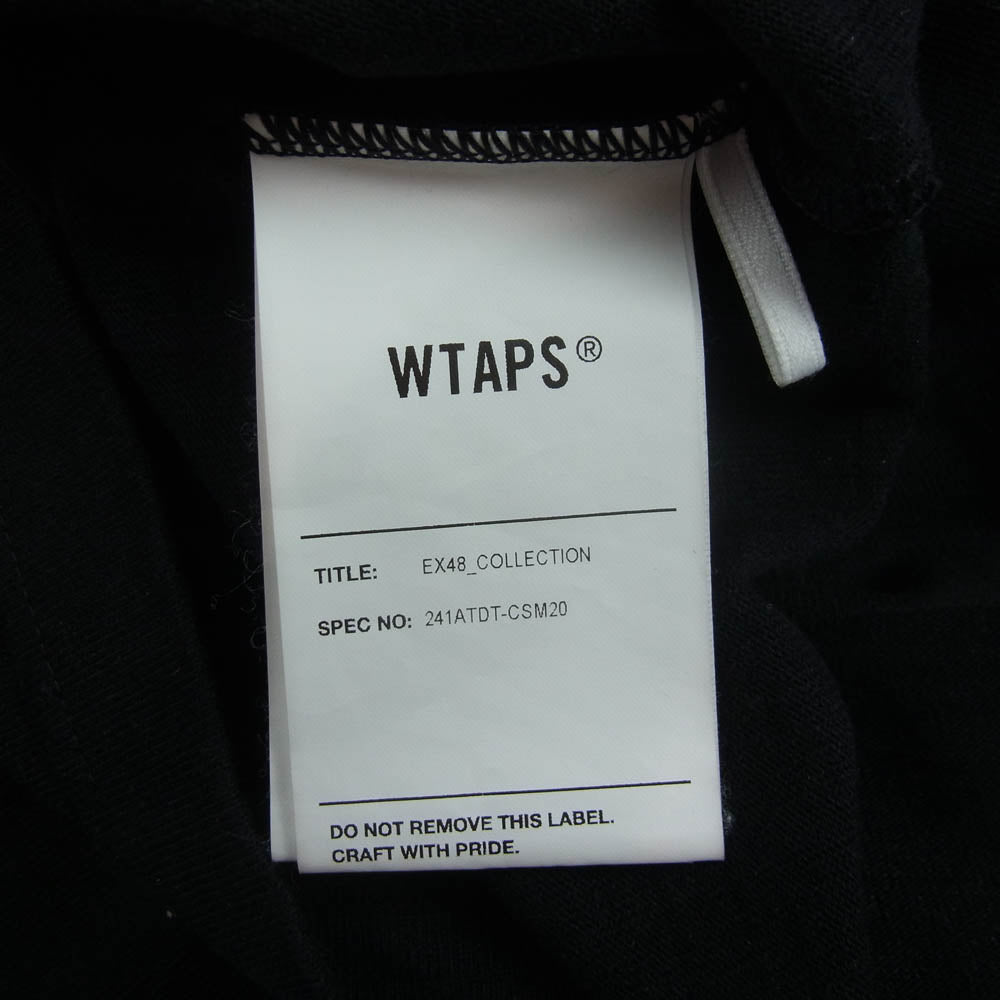 WTAPS®
TITLE: EX48_COLLECTION
SPEC NO: 241ATDT-CSM20
DO NOT REMOVE THIS LABEL.
CRAFT WITH PRIDE.